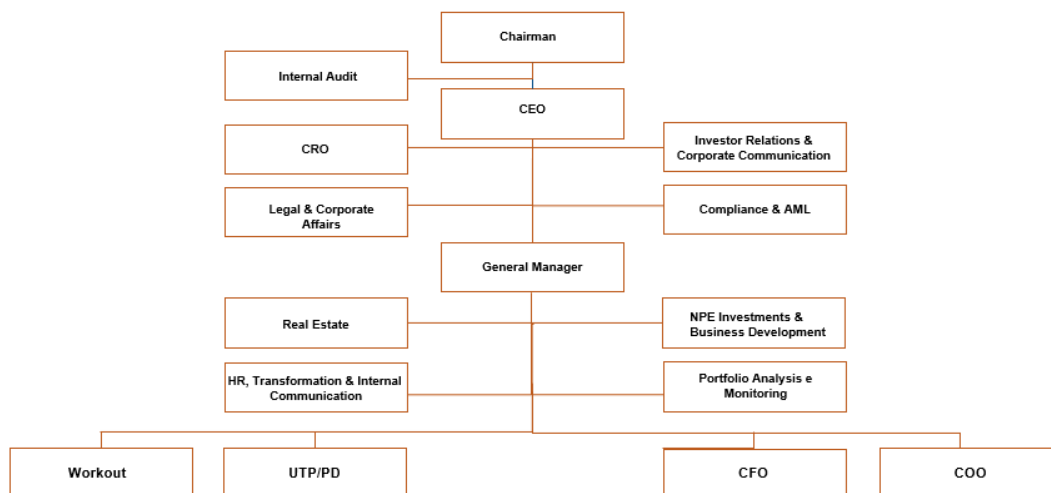 Chairman
Internal Audit
CEO
CRO
Investor Relations &
Corporate Communication
Legal & Corporate
Affairs
Compliance & AML
General Manager
Real Estate
NPE Investments &
Business Development
HR, Transformation & Internal
Communication
Portfolio Analysis e
Monitoring
Workout
UTP/PD
CFO
COO